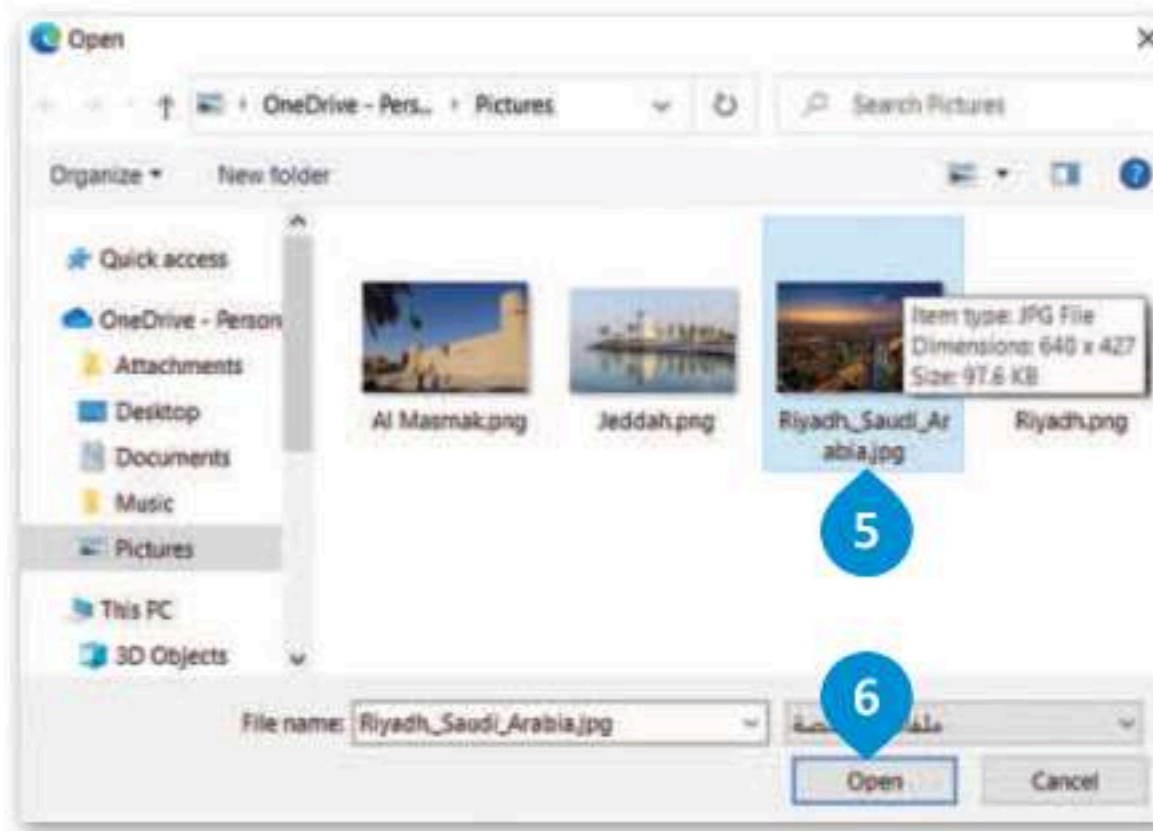 Open
OneDrive - Pers... › Pictures
Search Pictures
Organize
New folder
Quick access
OneDrive - Person
Attachments
Desktop
Documents
Music
Pictures
This PC
3D Objects
Al Masmak.png
Jeddah.png
Riyadh_Saudi_Ar
abia.jpg
Riyadh.png
Item type: JPG File
Dimensions: 640 x 427
Size: 97.6 KB
5
6
File name: Riyadh_Saudi_Arabia.jpg
Open
Cancel